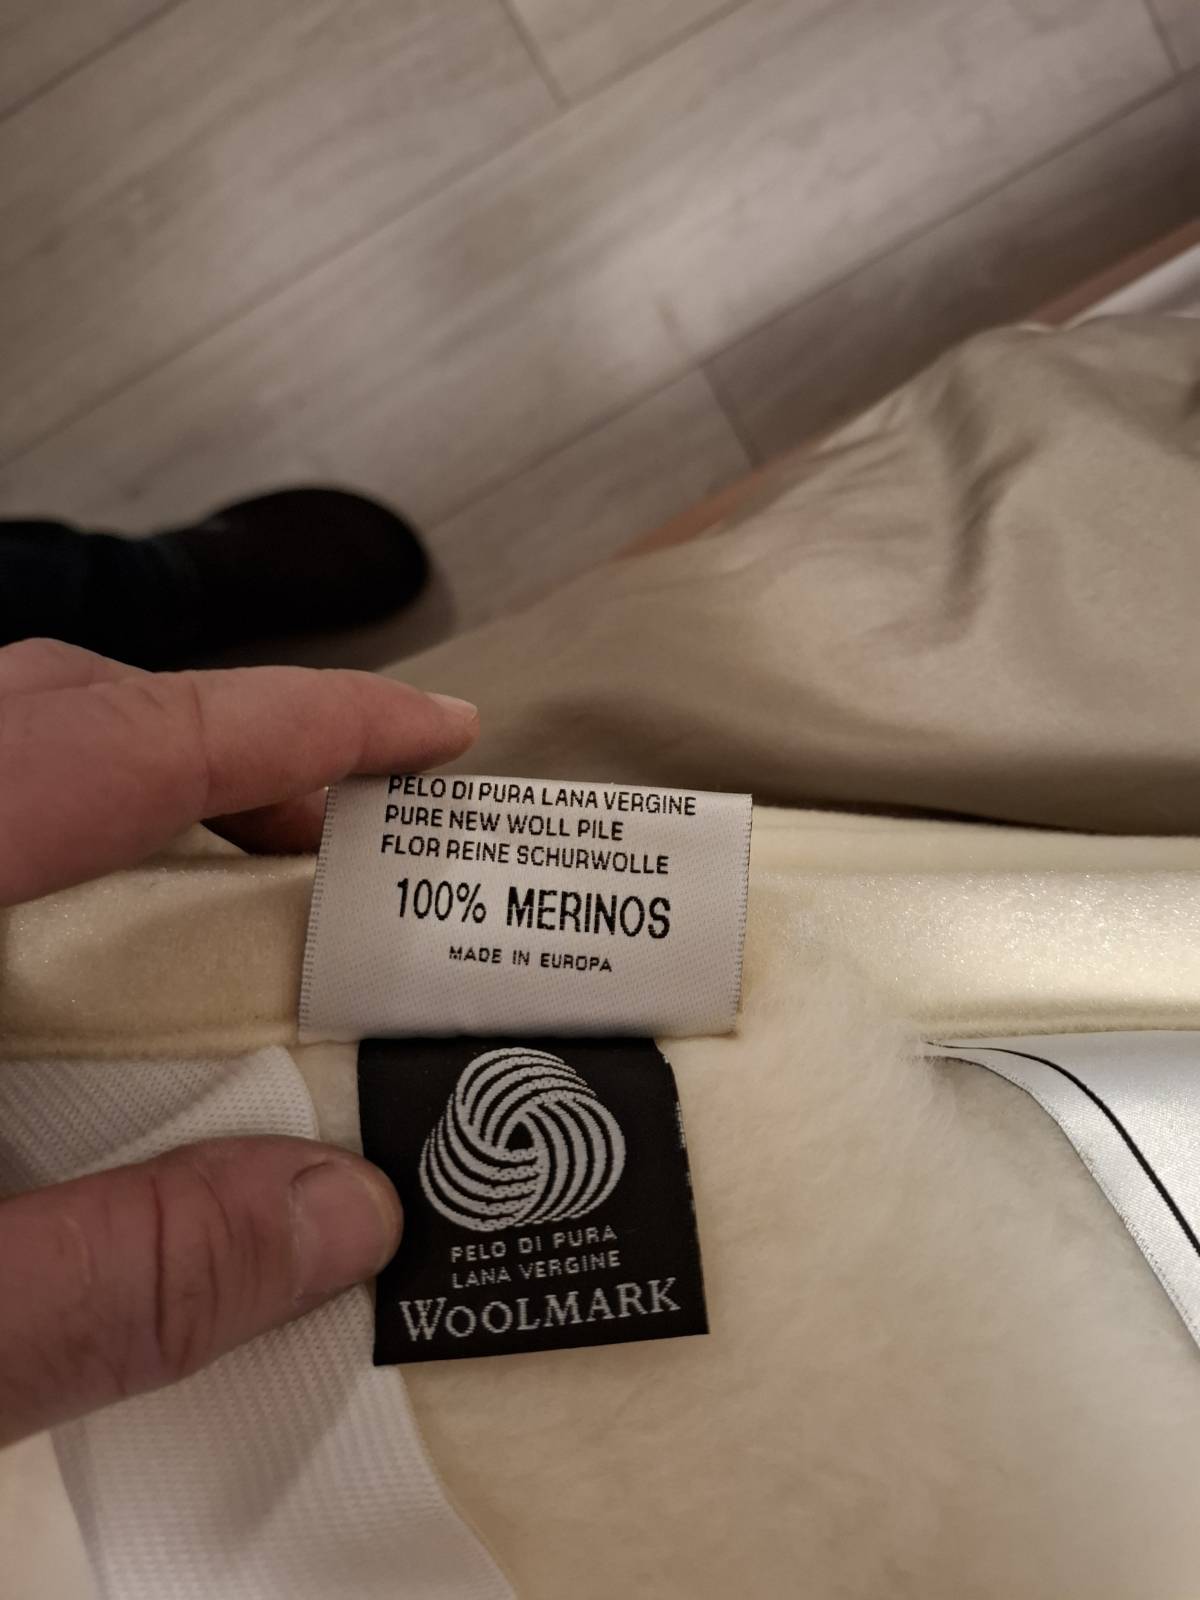 PELO DI PURA LANA VERGINE
PURE NEW WOLL PILE
FLOR REINE SCHURWOLLE
100% MERINOS
MADE IN EUROPA
PELO DI PURA
LANA VERGINE
WOOLMARK